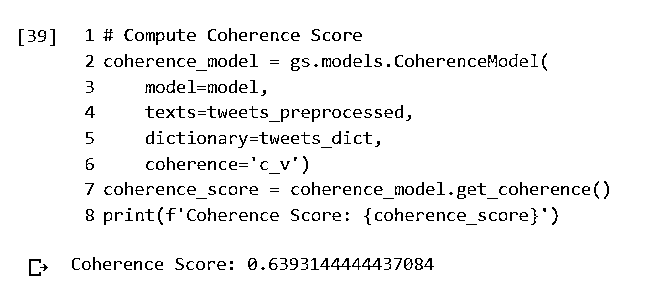 [39] 1 # Compute Coherence Score
2 coherence_model = gs.models.CoherenceModel(
3     model=model,
4     texts=tweets_preprocessed,
5     dictionary=tweets_dict,
6     coherence='c_v')
7 coherence_score = coherence_model.get_coherence()
8 print(f'Coherence Score: {coherence_score}')
Coherence Score: 0.6393144444437084